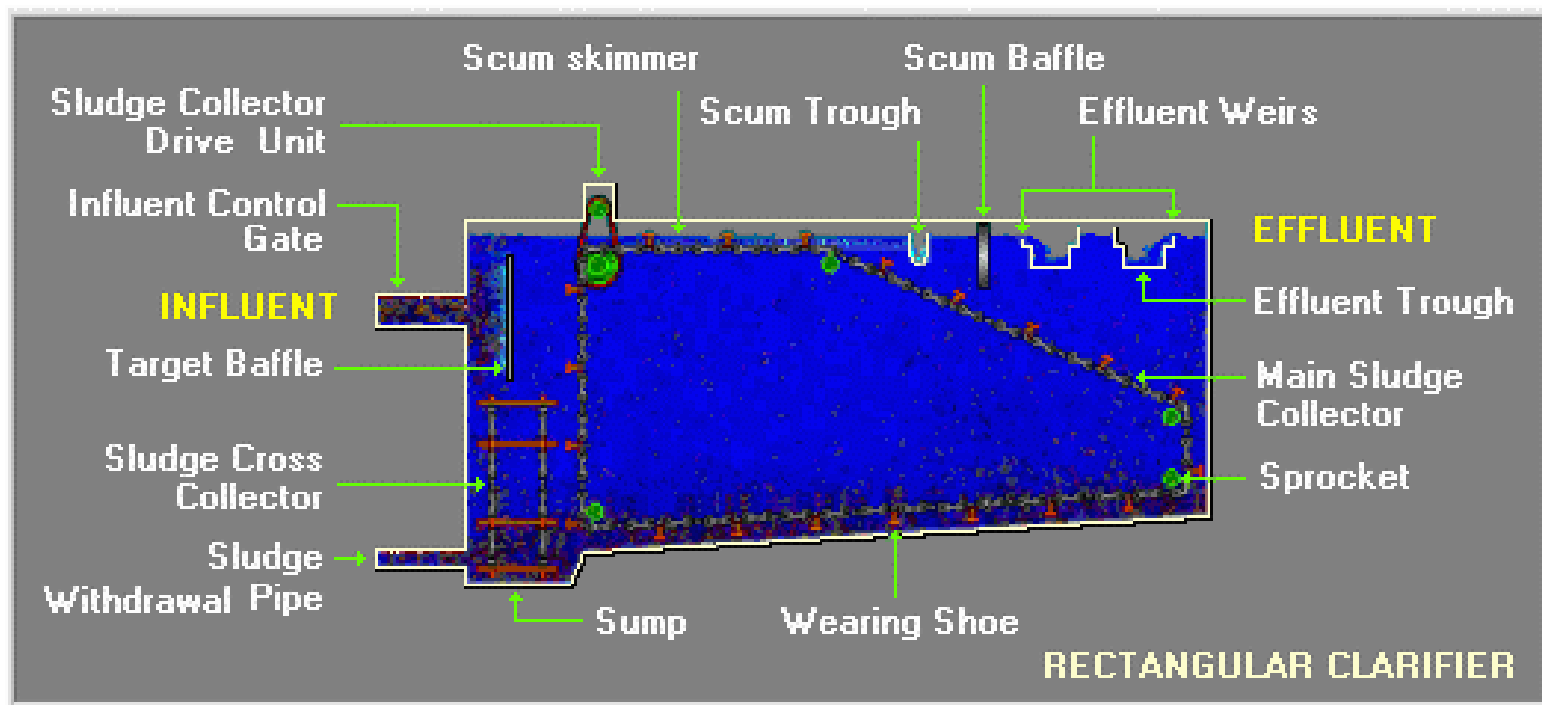 Scum skimmer
Scum Baffle
Sludge Collector
Drive Unit
Scum Trough
Effluent Weirs
Influent Control
Gate
EFFLUENT
INFLUENT
Effluent Trough
Target Baffle
Main Sludge
Collector
Sludge Cross
Collector
Sprocket
Sludge
Withdrawal Pipe
Sump
Wearing Shoe
RECTANGULAR CLARIFIER